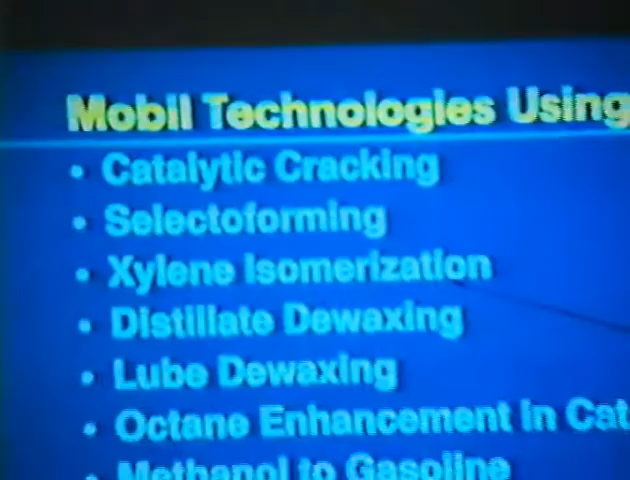 Mobil Technologies Using
• Catalytic Cracking
• Selectoforming
• Xylene Isomerization
• Distillate Dewaxing
• Lube Dewaxing
• Octane Enhancement in Cat
• Methanol to Gasoline